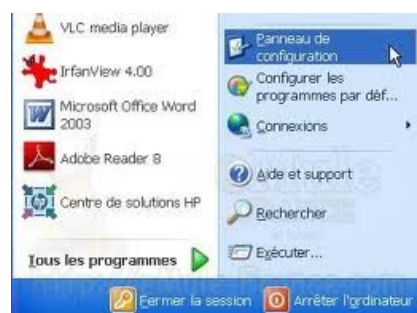 VLC media player
IrfanView 4.00
Microsoft Office Word
2003
Adobe Reader 8
Centre de solutions HP
Tous les programmes
Panneau de
configuration
Configurer les
programmes par déf...
Connexions
Aide et support
Rechercher
Exécuter...
Fermer la session
Arrêter l'ordinateur